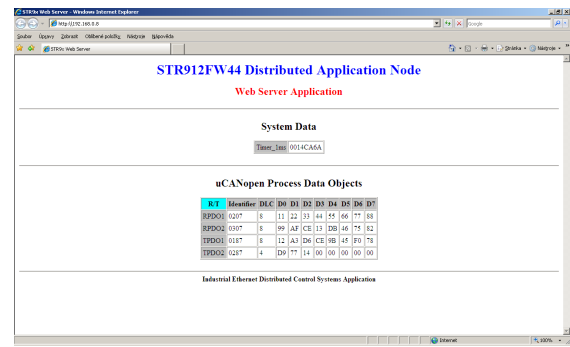 STR9x Web Server - Windows Internet Explorer
http://192.168.0.8
Google
Soubor Úpravy Zobrazit Oblíbené položky Nástroje Nápověda
STR9x Web Server
Stránka Nástroje
STR912FW44 Distributed Application Node
Web Server Application
System Data
Timer_1ms 0014CA6A
uCANopen Process Data Objects
R/T Identifier DLC D0 D1 D2 D3 D4 D5 D6 D7
RPDO1 0207 8 11 22 33 44 55 66 77 88
RPDO2 0307 8 99 AF CE 13 DB 46 75 82
TPDO1 0187 8 12 A3 D6 CE 9B 45 F0 78
TPDO2 0287 4 D9 77 14 00 00 00 00 00
Industrial Ethernet Distributed Control Systems Application
Internet 100%